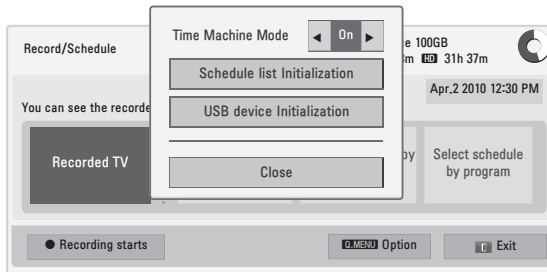 Time Machine Mode ◀ On ▶
Schedule list Initialization
USB device Initialization
Close
Record/Schedule
e 100GB
m HD 31h 37m
Apr.2 2010 12:30 PM
You can see the recorde
Recorded TV
by
Select schedule
by program
● Recording starts
Q.MENU Option
Exit